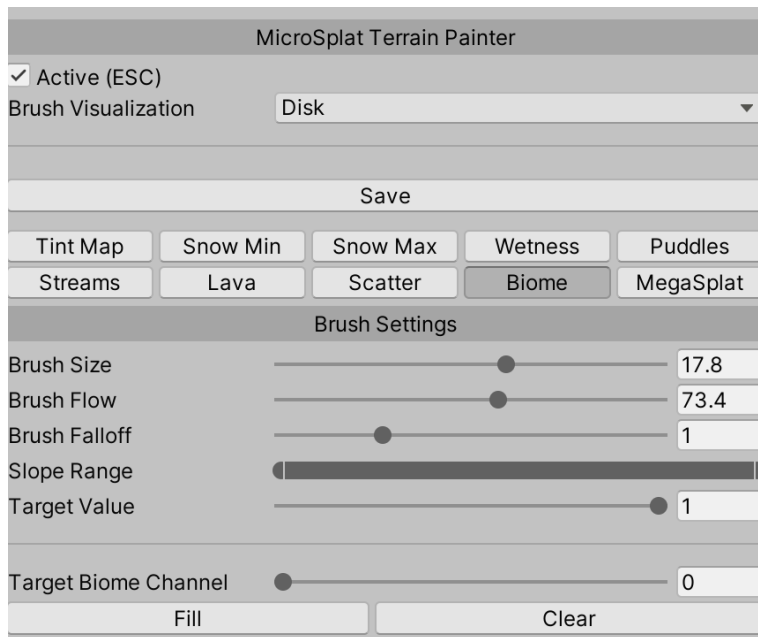 MicroSplat Terrain Painter
Active (ESC)
Brush Visualization Disk
Save
Tint Map Snow Min Snow Max Wetness Puddles
Streams Lava Scatter Biome MegaSplat
Brush Settings
Brush Size 17.8
Brush Flow 73.4
Brush Falloff 1
Slope Range
Target Value 1
Target Biome Channel 0
Fill Clear